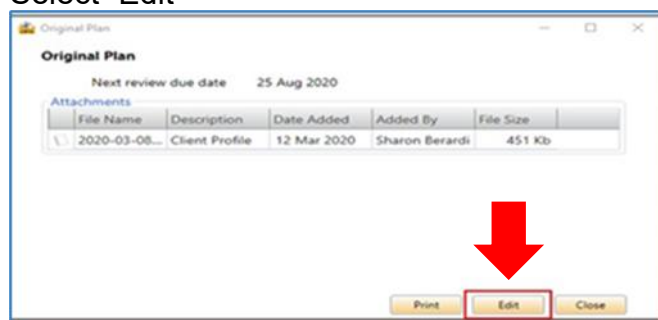 Select "Edit"
Original Plan
Original Plan
Next review due date 25 Aug 2020
Attachments
File Name Description Date Added Added By File Size
2020-03-08... Client Profile 12 Mar 2020 Sharon Berardi 451 Kb
Print Edit Close